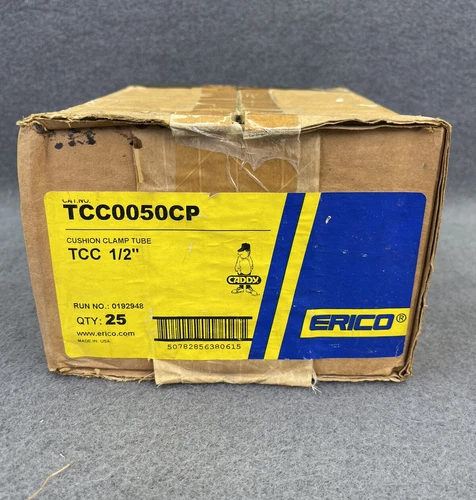 CAT.NO.
TCC0050CP
CUSHION CLAMP TUBE
TCC 1/2"
CADDY
RUN NO.: 0192948
QTY: 25
www.erico.com
MADE IN USA
50782856380615
ERICO®